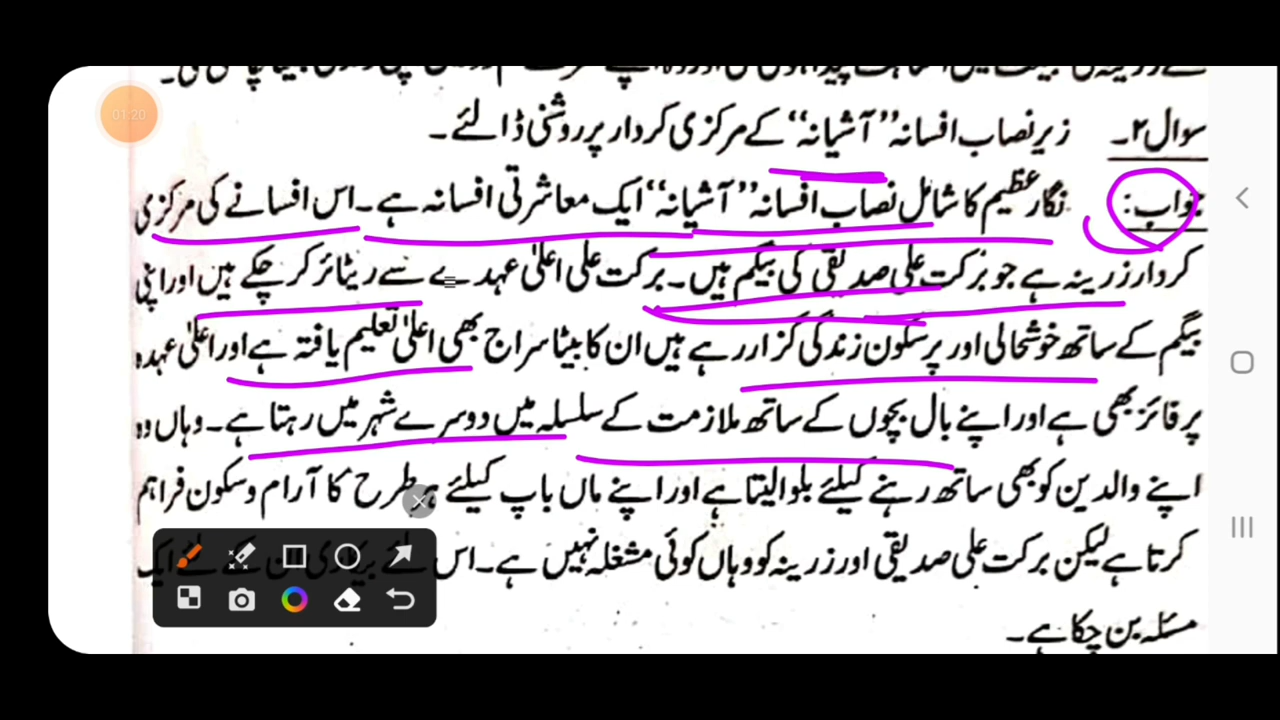 01:20
سوال ۲۔ زیر نصاب افسانہ ’’آشیانہ‘‘ کے مرکزی کردار پر روشنی ڈالئے۔
جواب: نگار عظیم کا شامل نصاب افسانہ ’’آشیانہ‘‘ ایک معاشرتی افسانہ ہے۔ اس افسانے کی مرکزی
کردار زرینہ ہے جو برکت علی صدیقی کی بیگم ہیں۔ برکت علی اعلیٰ عہدے سے ریٹائر کر چکے ہیں اور اپنی
بیگم کے ساتھ خوشحالی اور پرسکون زندگی گزار رہے ہیں ان کا بیٹا سراج بھی اعلیٰ تعلیم یافتہ ہے اور اعلیٰ عہدہ
پر فائز بھی ہے اور اپنے بال بچوں کے ساتھ ملازمت کے سلسلہ میں دوسرے شہر میں رہتا ہے۔ وہاں وہ
اپنے والدین کو بھی ساتھ رہنے کیلئے بلوا لیتا ہے اور اپنے ماں باپ کیلئے ہر طرح کا آرام و سکون فراہم
کرتا ہے لیکن برکت علی صدیقی اور زرینہ کو وہاں کوئی مشغلہ نہیں ہے۔ اس لئے ایک
مسئلہ بن چکا ہے۔